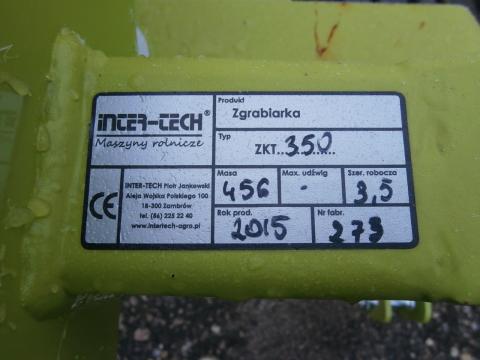 INTER-TECH®
Maszyny rolnicze
Produkt
Zgrabiarka
Typ
ZKT..350......
Masa
456
Max. udźwig
-
Szer. robocza
3,5
INTER-TECH Piotr Jankowski
Aleja Wojska Polskiego 100
18-300 Zambrów
tel. (86) 225 22 40
www.intertech-agro.pl
CE
Rok prod.
2015
Nr fabr.
273